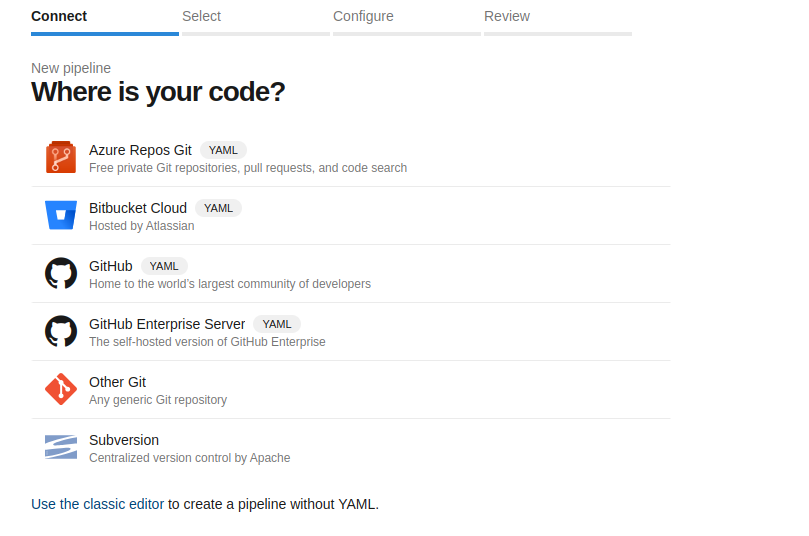 Connect Select Configure Review
New pipeline
Where is your code?
Azure Repos Git YAML
Free private Git repositories, pull requests, and code search
Bitbucket Cloud YAML
Hosted by Atlassian
GitHub YAML
Home to the world's largest community of developers
GitHub Enterprise Server YAML
The self-hosted version of GitHub Enterprise
Other Git
Any generic Git repository
Subversion
Centralized version control by Apache
Use the classic editor to create a pipeline without YAML.